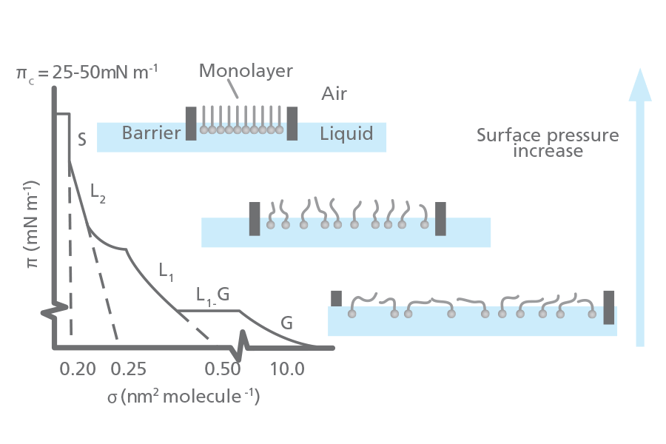 π_c = 25-50mN m⁻¹
Monolayer
Air
S
Barrier
Liquid
Surface pressure
increase
L₂
π (mN m⁻¹)
L₁
L₁-G
G
0.20 0.25 0.50 10.0
σ (nm² molecule⁻¹)